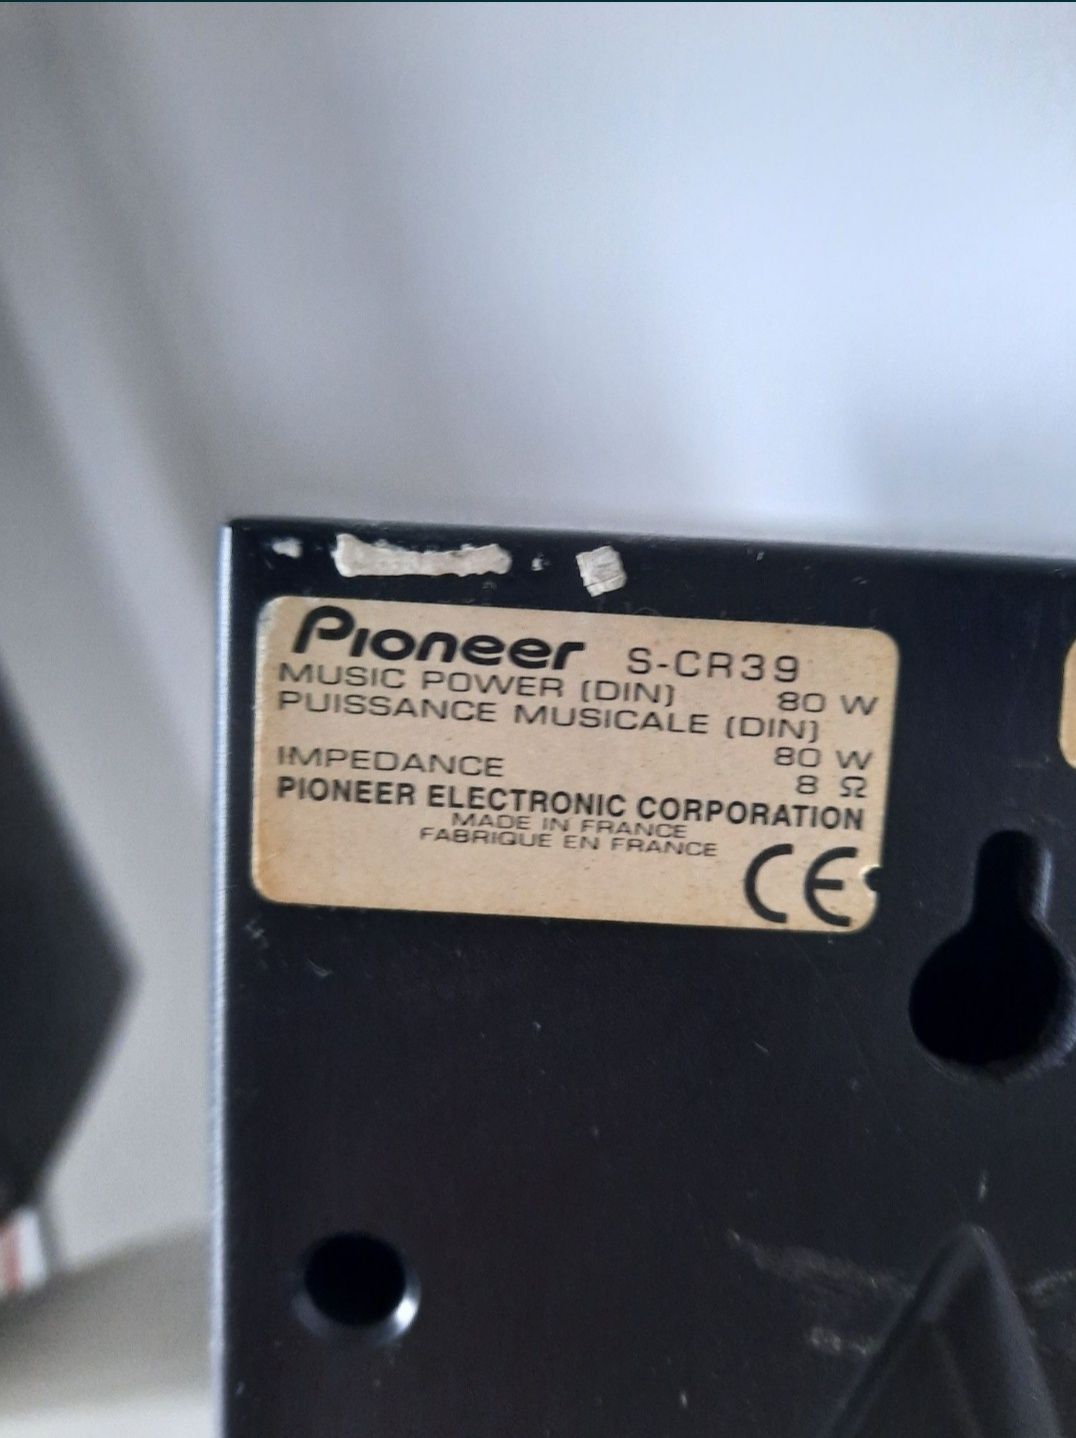 Pioneer S-CR39
MUSIC POWER (DIN) 80 W
PUISSANCE MUSICALE (DIN)
80 W
IMPEDANCE 8 Ω
PIONEER ELECTRONIC CORPORATION
MADE IN FRANCE
FABRIQUE EN FRANCE
CE